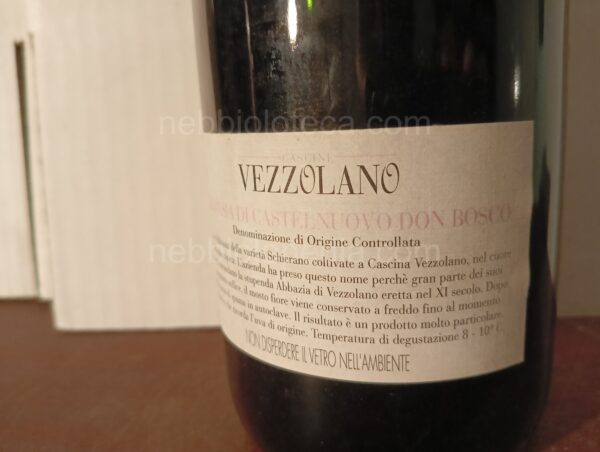 nebbioloteca.com
CASCINE
VEZZOLANO
DI CASTELNUOVO DON BOSCO
Denominazione di Origine Controllata
della varietà Schierano coltivate a Cascina Vezzolano, nel cuore
L'azienda ha preso questo nome perchè gran parte dei suoi
la stupenda Abbazia di Vezzolano eretta nel XI secolo. Dopo
soffice, il mosto fiore viene conservato a freddo fino al momento
spuma in autoclave. Il risultato è un prodotto molto particolare,
ricorda l'uva di origine. Temperatura di degustazione 8 - 10° C.
NON DISPERDERE IL VETRO NELL'AMBIENTE